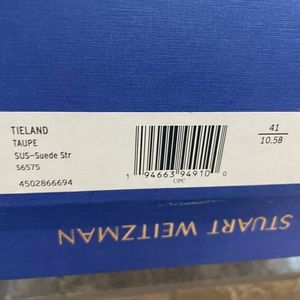 TIELAND
TAUPE
SUS-Suede Str
S6575
4502866694
1 94663 94910 0
UPC
41
10.5B
STUART WEITZMAN